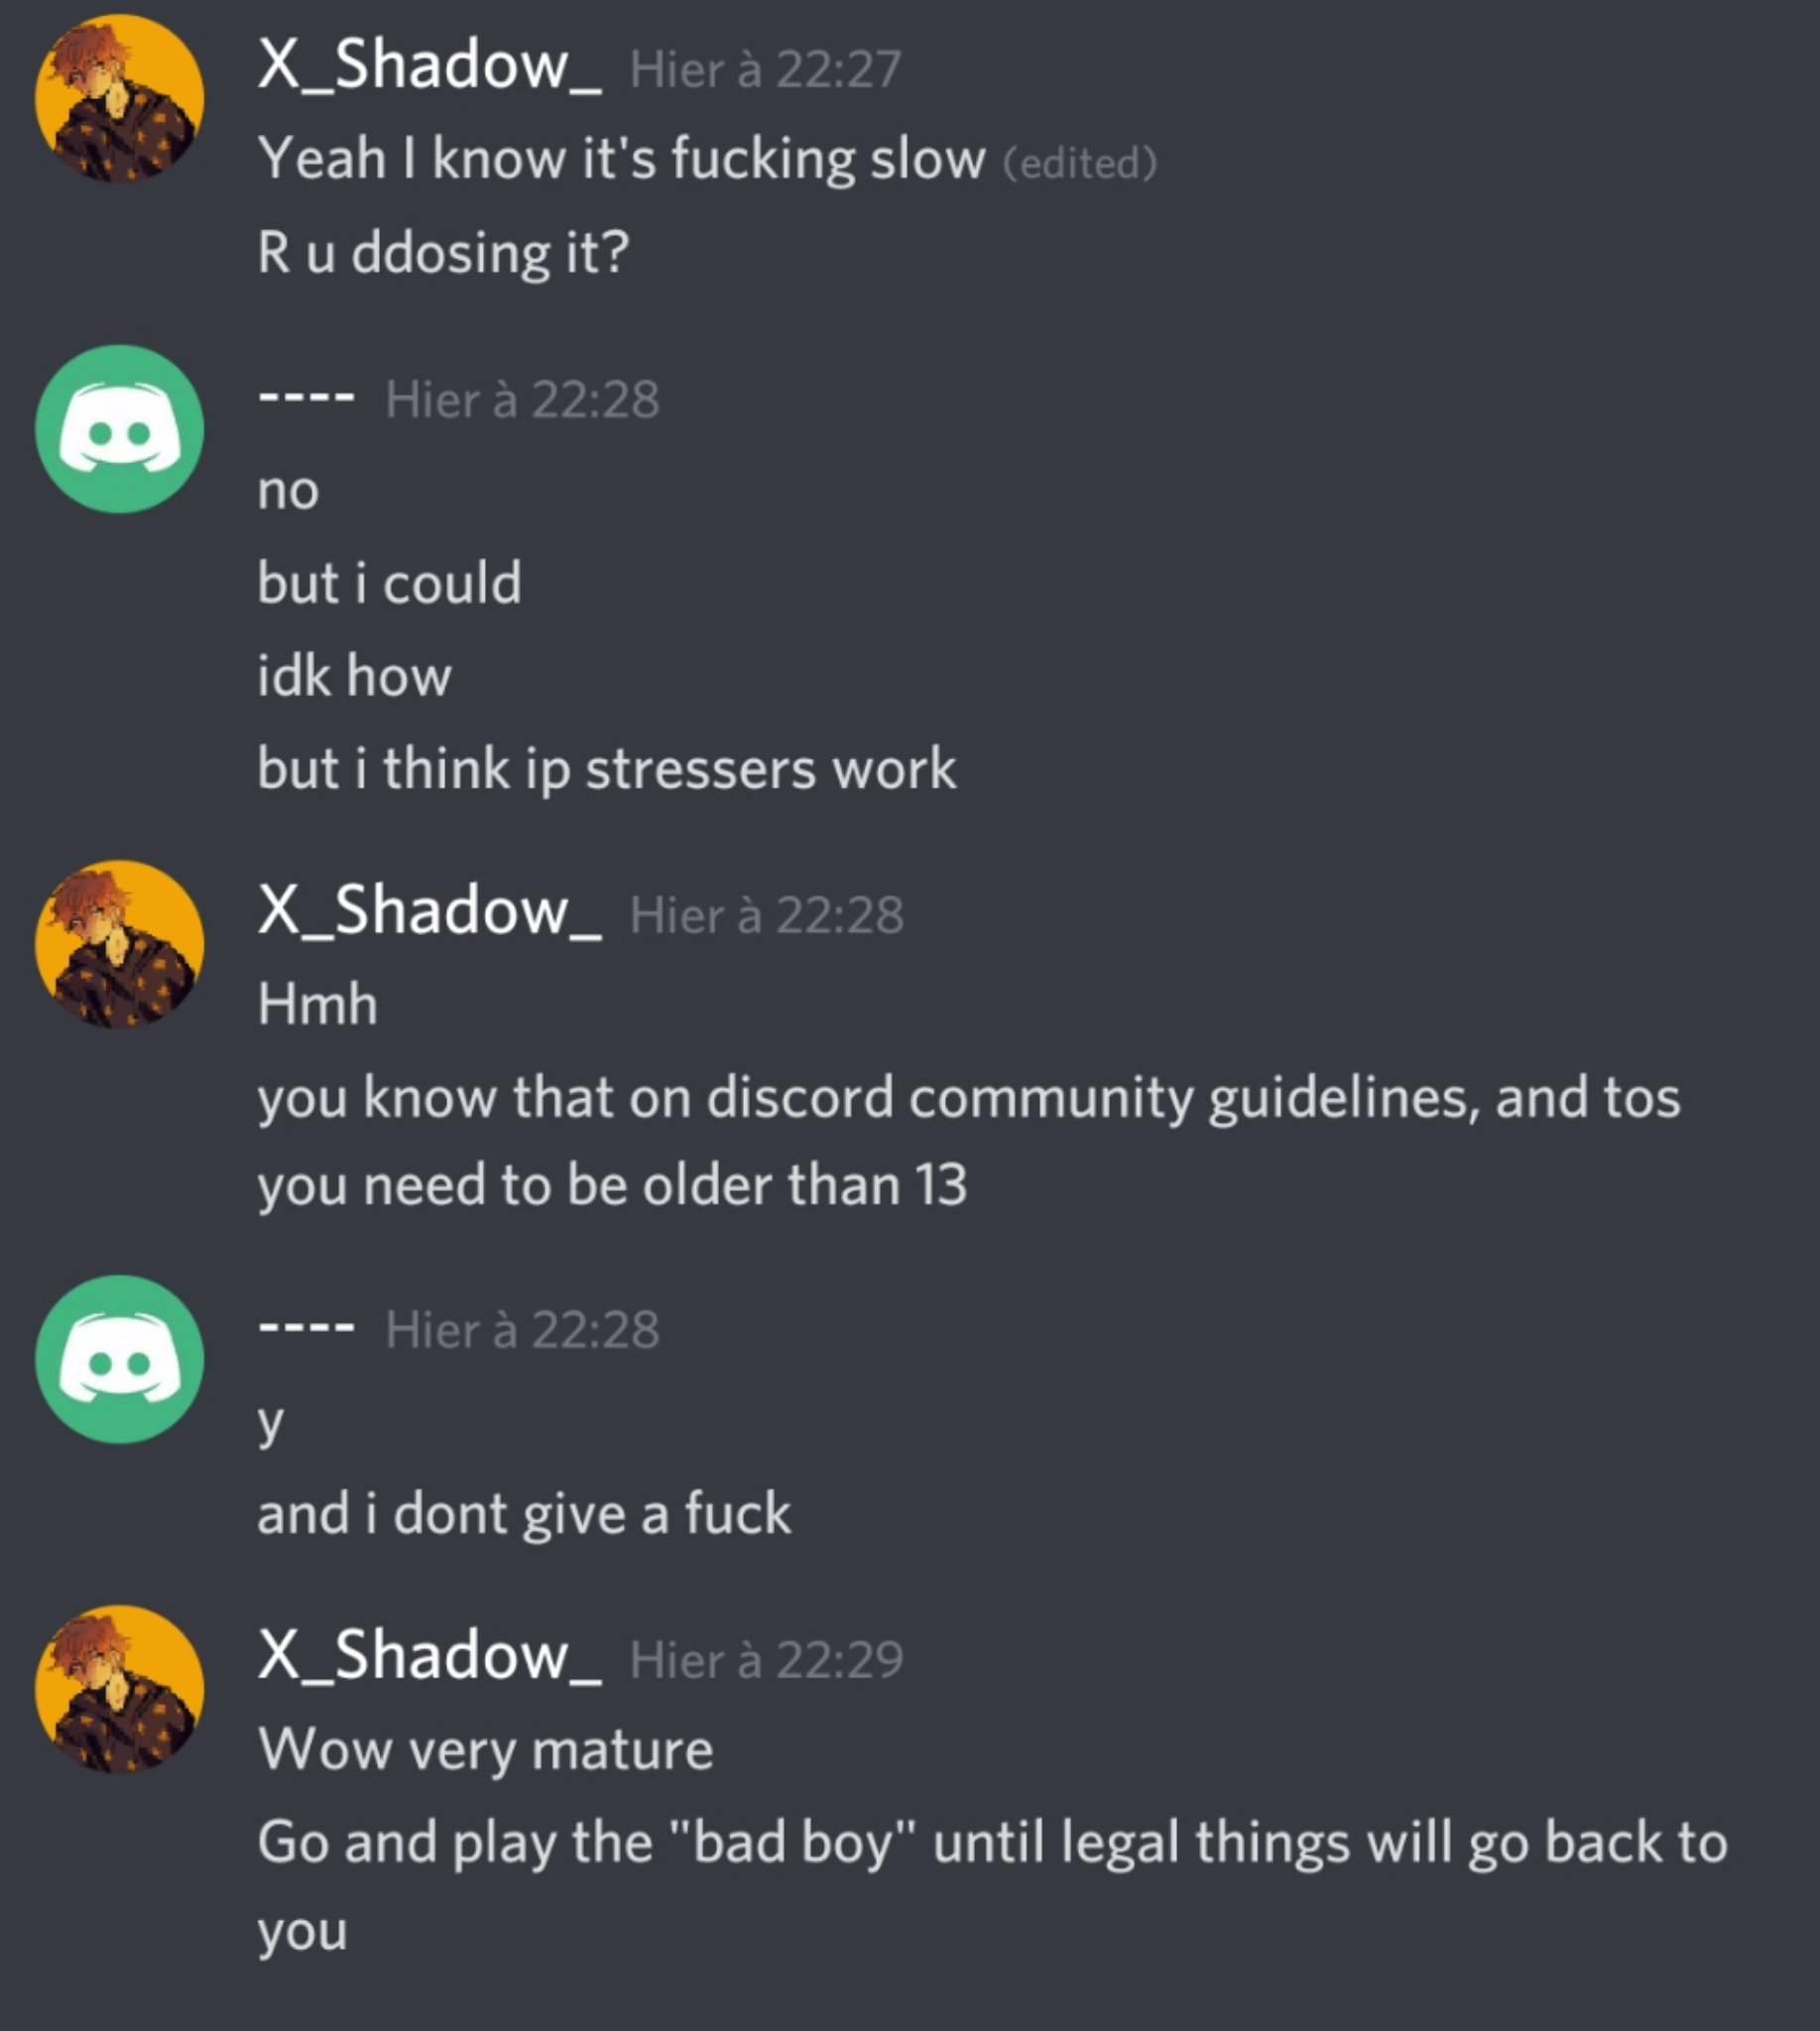 X_Shadow_ Hier à 22:27
Yeah I know it's fucking slow (edited)
R u ddosing it?
---- Hier à 22:28
no
but i could
idk how
but i think ip stressers work
X_Shadow_ Hier à 22:28
Hmh
you know that on discord community guidelines, and tos
you need to be older than 13
---- Hier à 22:28
y
and i dont give a fuck
X_Shadow_ Hier à 22:29
Wow very mature
Go and play the "bad boy" until legal things will go back to
you